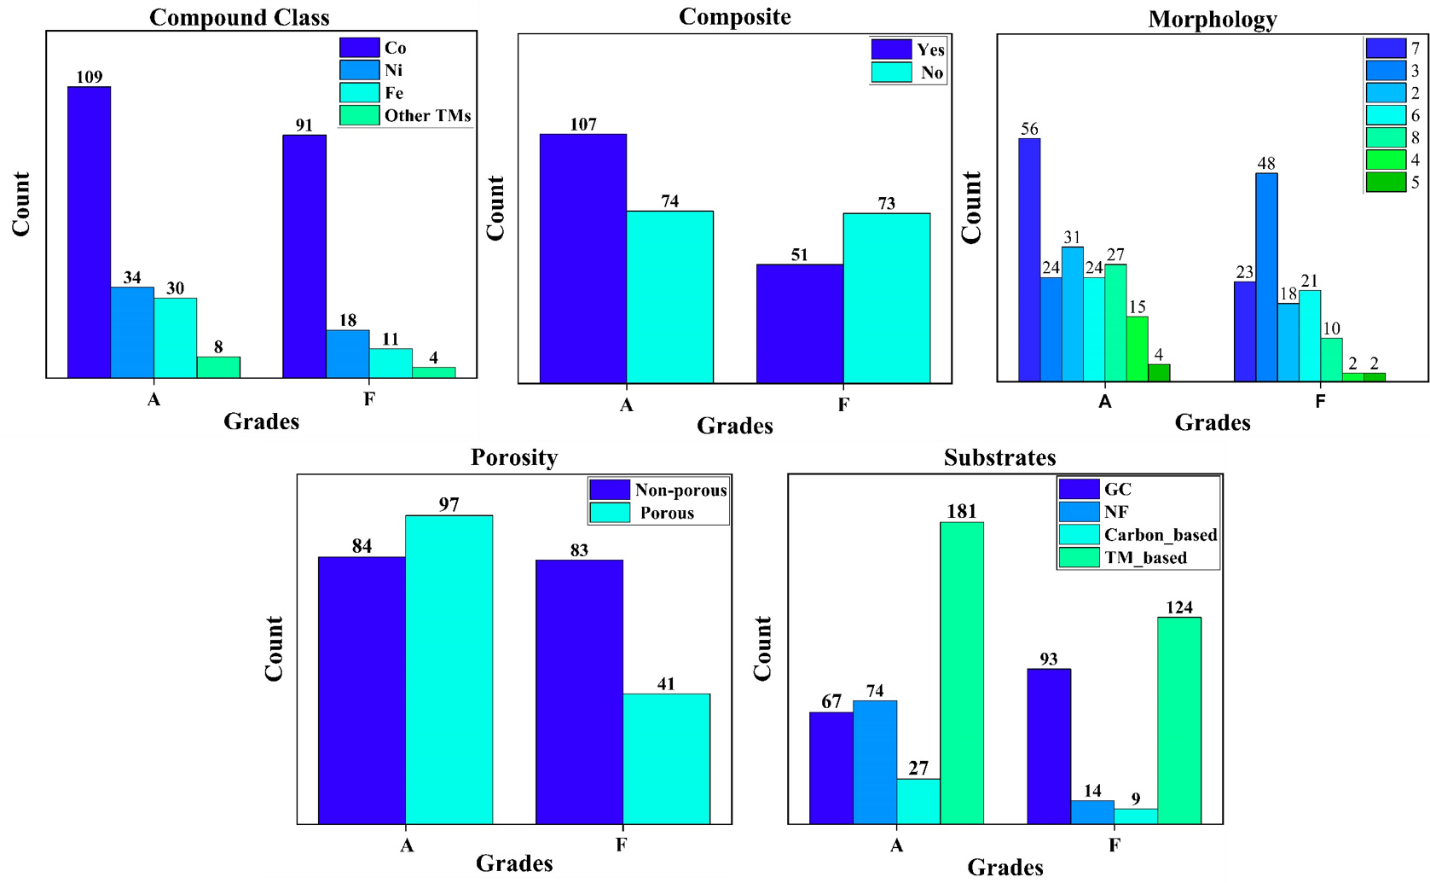 Compound Class
Co
Ni
Fe
Other TMs
109
34
30
8
91
18
11
4
Count
A
F
Grades
Composite
Yes
No
107
74
51
73
Count
A
F
Grades
Morphology
7
3
2
6
8
4
5
56
24
31
24
27
15
4
23
48
18
21
10
2
2
Count
A
F
Grades
Porosity
Non-porous
Porous
84
97
83
41
Count
A
F
Grades
Substrates
GC
NF
Carbon_based
TM_based
67
74
27
181
93
14
9
124
Count
A
F
Grades